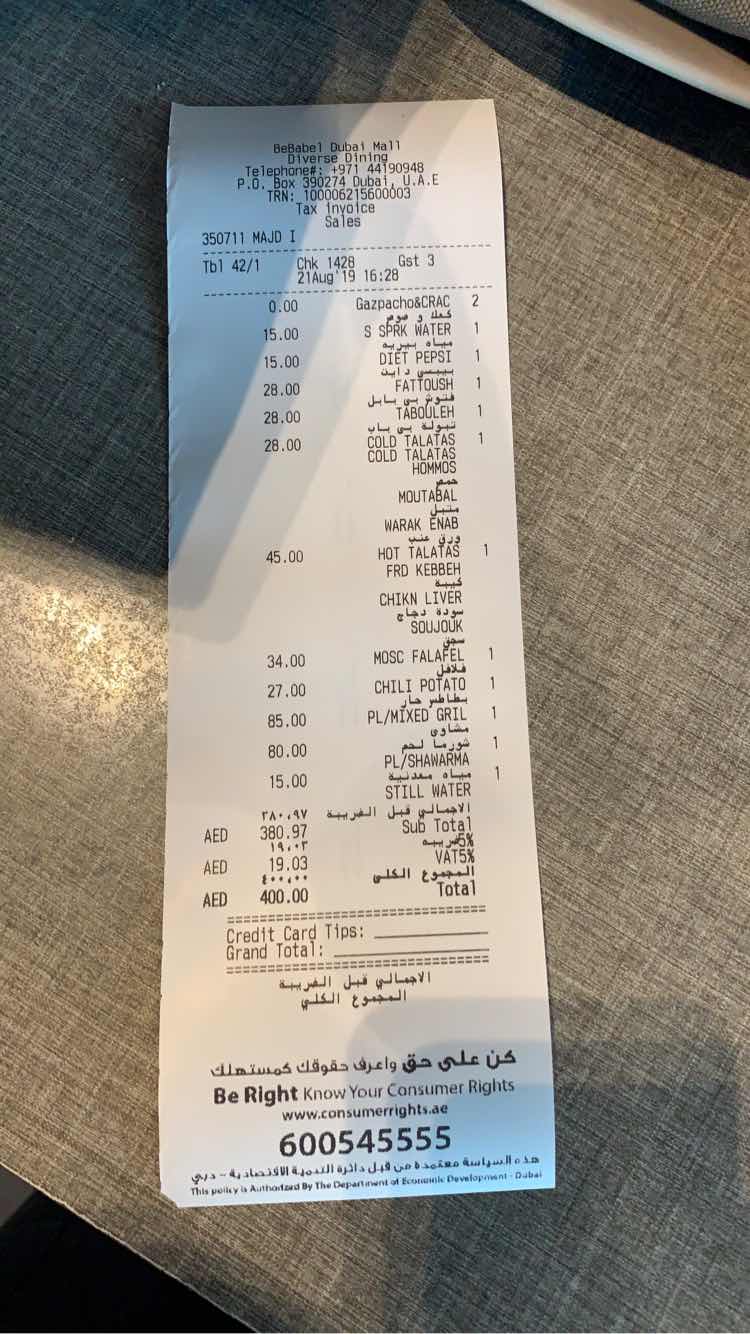 BeBabel Dubai Mall
Diverse Dining
Telephone#: +971 44190948
P.O. Box 390274 Dubai, U.A.E
TRN: 100006215600003
Tax invoice
Sales
350711 MAJD I
Tbl 42/1 Chk 1428 Gst 3
21Aug'19 16:28
0.00 Gazpacho&CRAC 2
كعك و صوص
15.00 S SPRK WATER 1
مياه بيريه
15.00 DIET PEPSI 1
بيبسي دايت
28.00 FATTOUSH 1
فتوش بي بابل
28.00 TABOULEH 1
تبولة بي باب
28.00 COLD TALATAS 1
COLD TALATAS
HOMMOS
حمص
MOUTABAL
متبل
WARAK ENAB
ورق عنب
45.00 HOT TALATAS 1
FRD KEBBEH
كيبة
CHIKN LIVER
سودة دجاج
SOUJOUK
سجق
34.00 MOSC FALAFEL 1
فلافل
27.00 CHILI POTATO 1
بطاطس حار
85.00 PL/MIXED GRIL 1
مشاوى
80.00 شورما لحم 1
PL/SHAWARMA
15.00 مياه معدنية 1
STILL WATER
الاجمالي قبل الضريبة ٣٨٠،٩٧
AED 380.97 Sub Total
١٩،٠٣ ضريبه 5%
AED 19.03 VAT5%
٤٠٠،٠٠ المجموع الكلى
AED 400.00 Total
Credit Card Tips:
Grand Total:
الاجمالي قبل الضريبة
المجموع الكلي
كن على حق واعرف حقوقك كمستهلك
Be Right Know Your Consumer Rights
www.consumerrights.ae
600545555
هذه السياسة معتمدة من قبل دائرة التنمية الاقتصادية - دبي
This policy is Authorized By The Department of Economic Development - Dubai